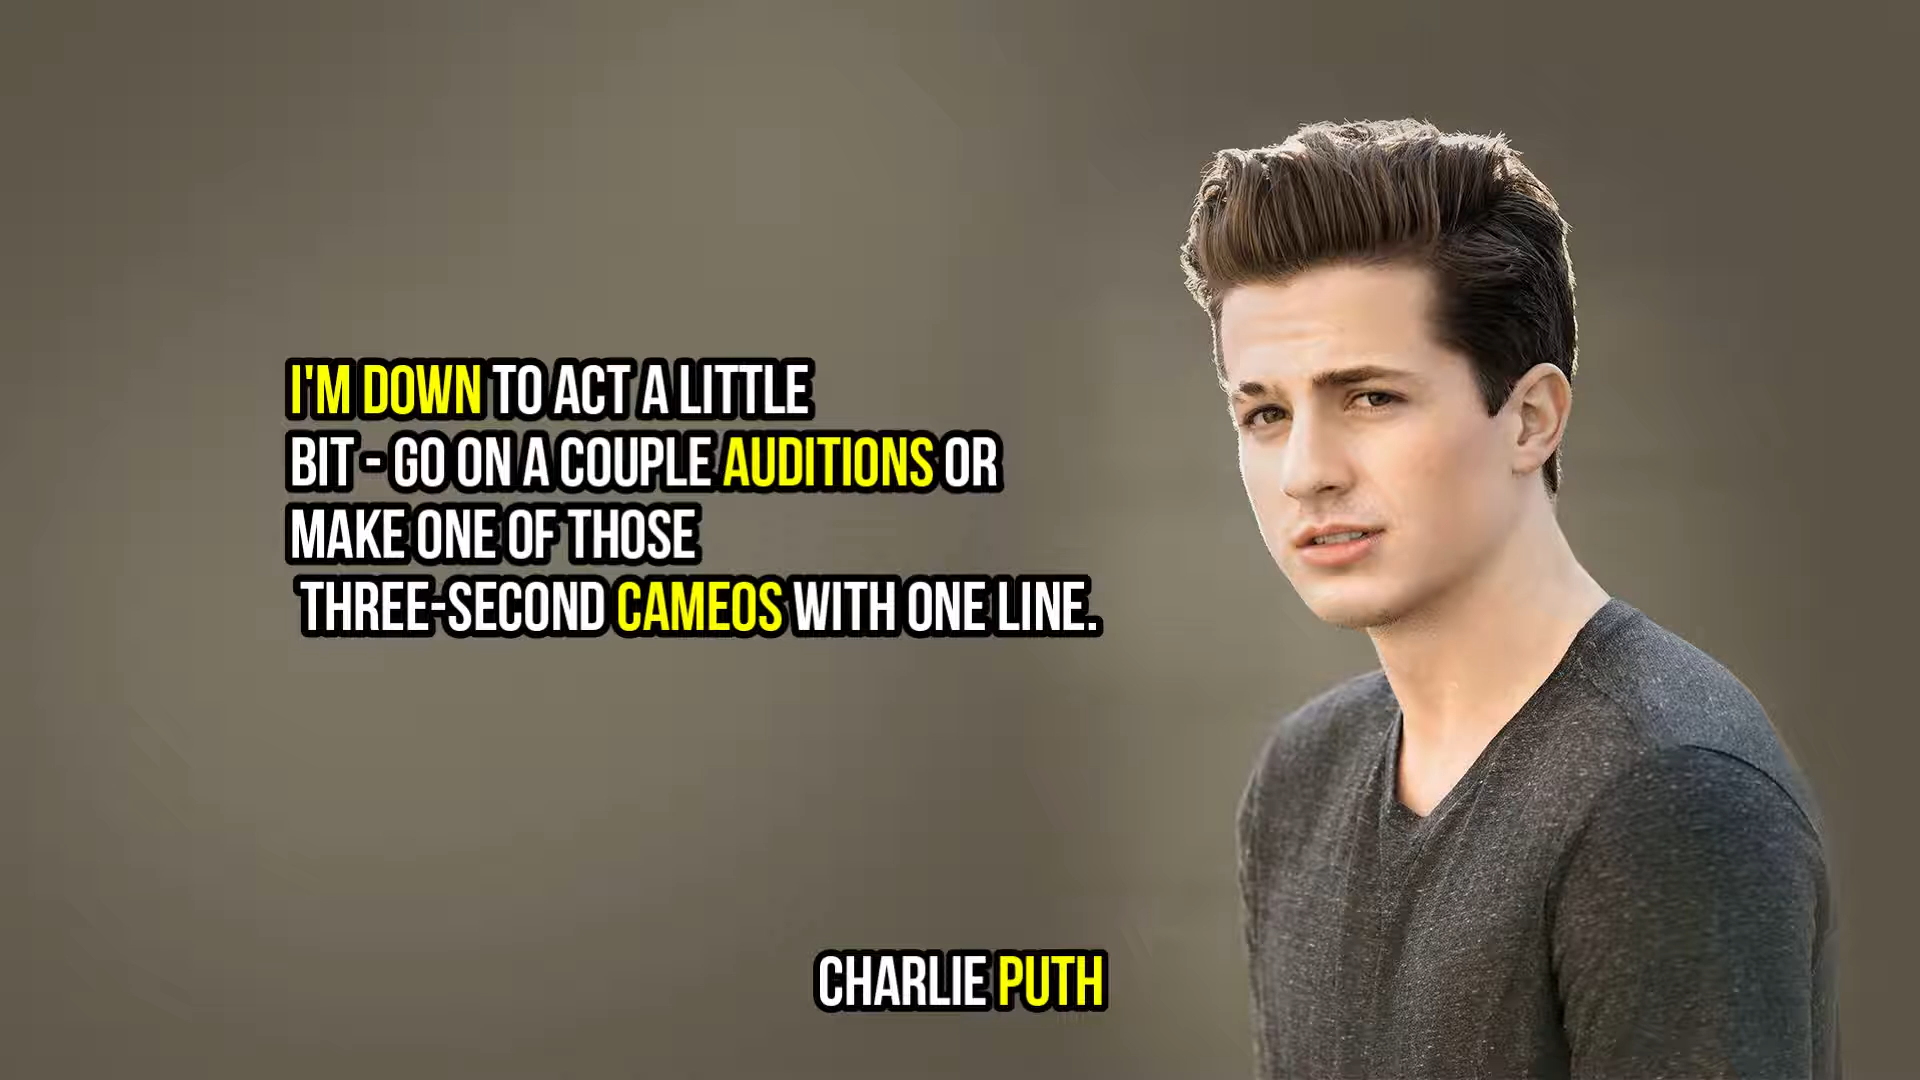 I'M DOWN TO ACT A LITTLE
BIT - GO ON A COUPLE AUDITIONS OR
MAKE ONE OF THOSE
THREE-SECOND CAMEOS WITH ONE LINE.
CHARLIE PUTH